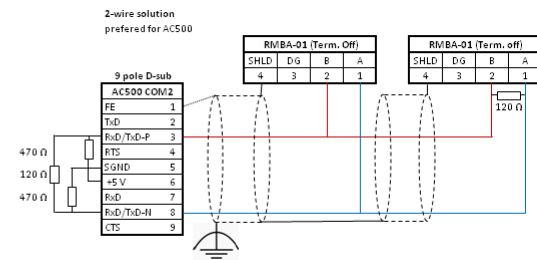 2-wire solution
prefered for AC500
RMBA-01 (Term. Off)
SHLD DG B A
4 3 2 1
RMBA-01 (Term. off)
SHLD DG B A
4 3 2 1
120 Ω
9 pole D-sub
AC500 COM2
FE 1
TxD 2
RxD/TxD-P 3
RTS 4
SGND 5
+5 V 6
RxD 7
RxD/TxD-N 8
CTS 9
470 Ω
120 Ω
470 Ω